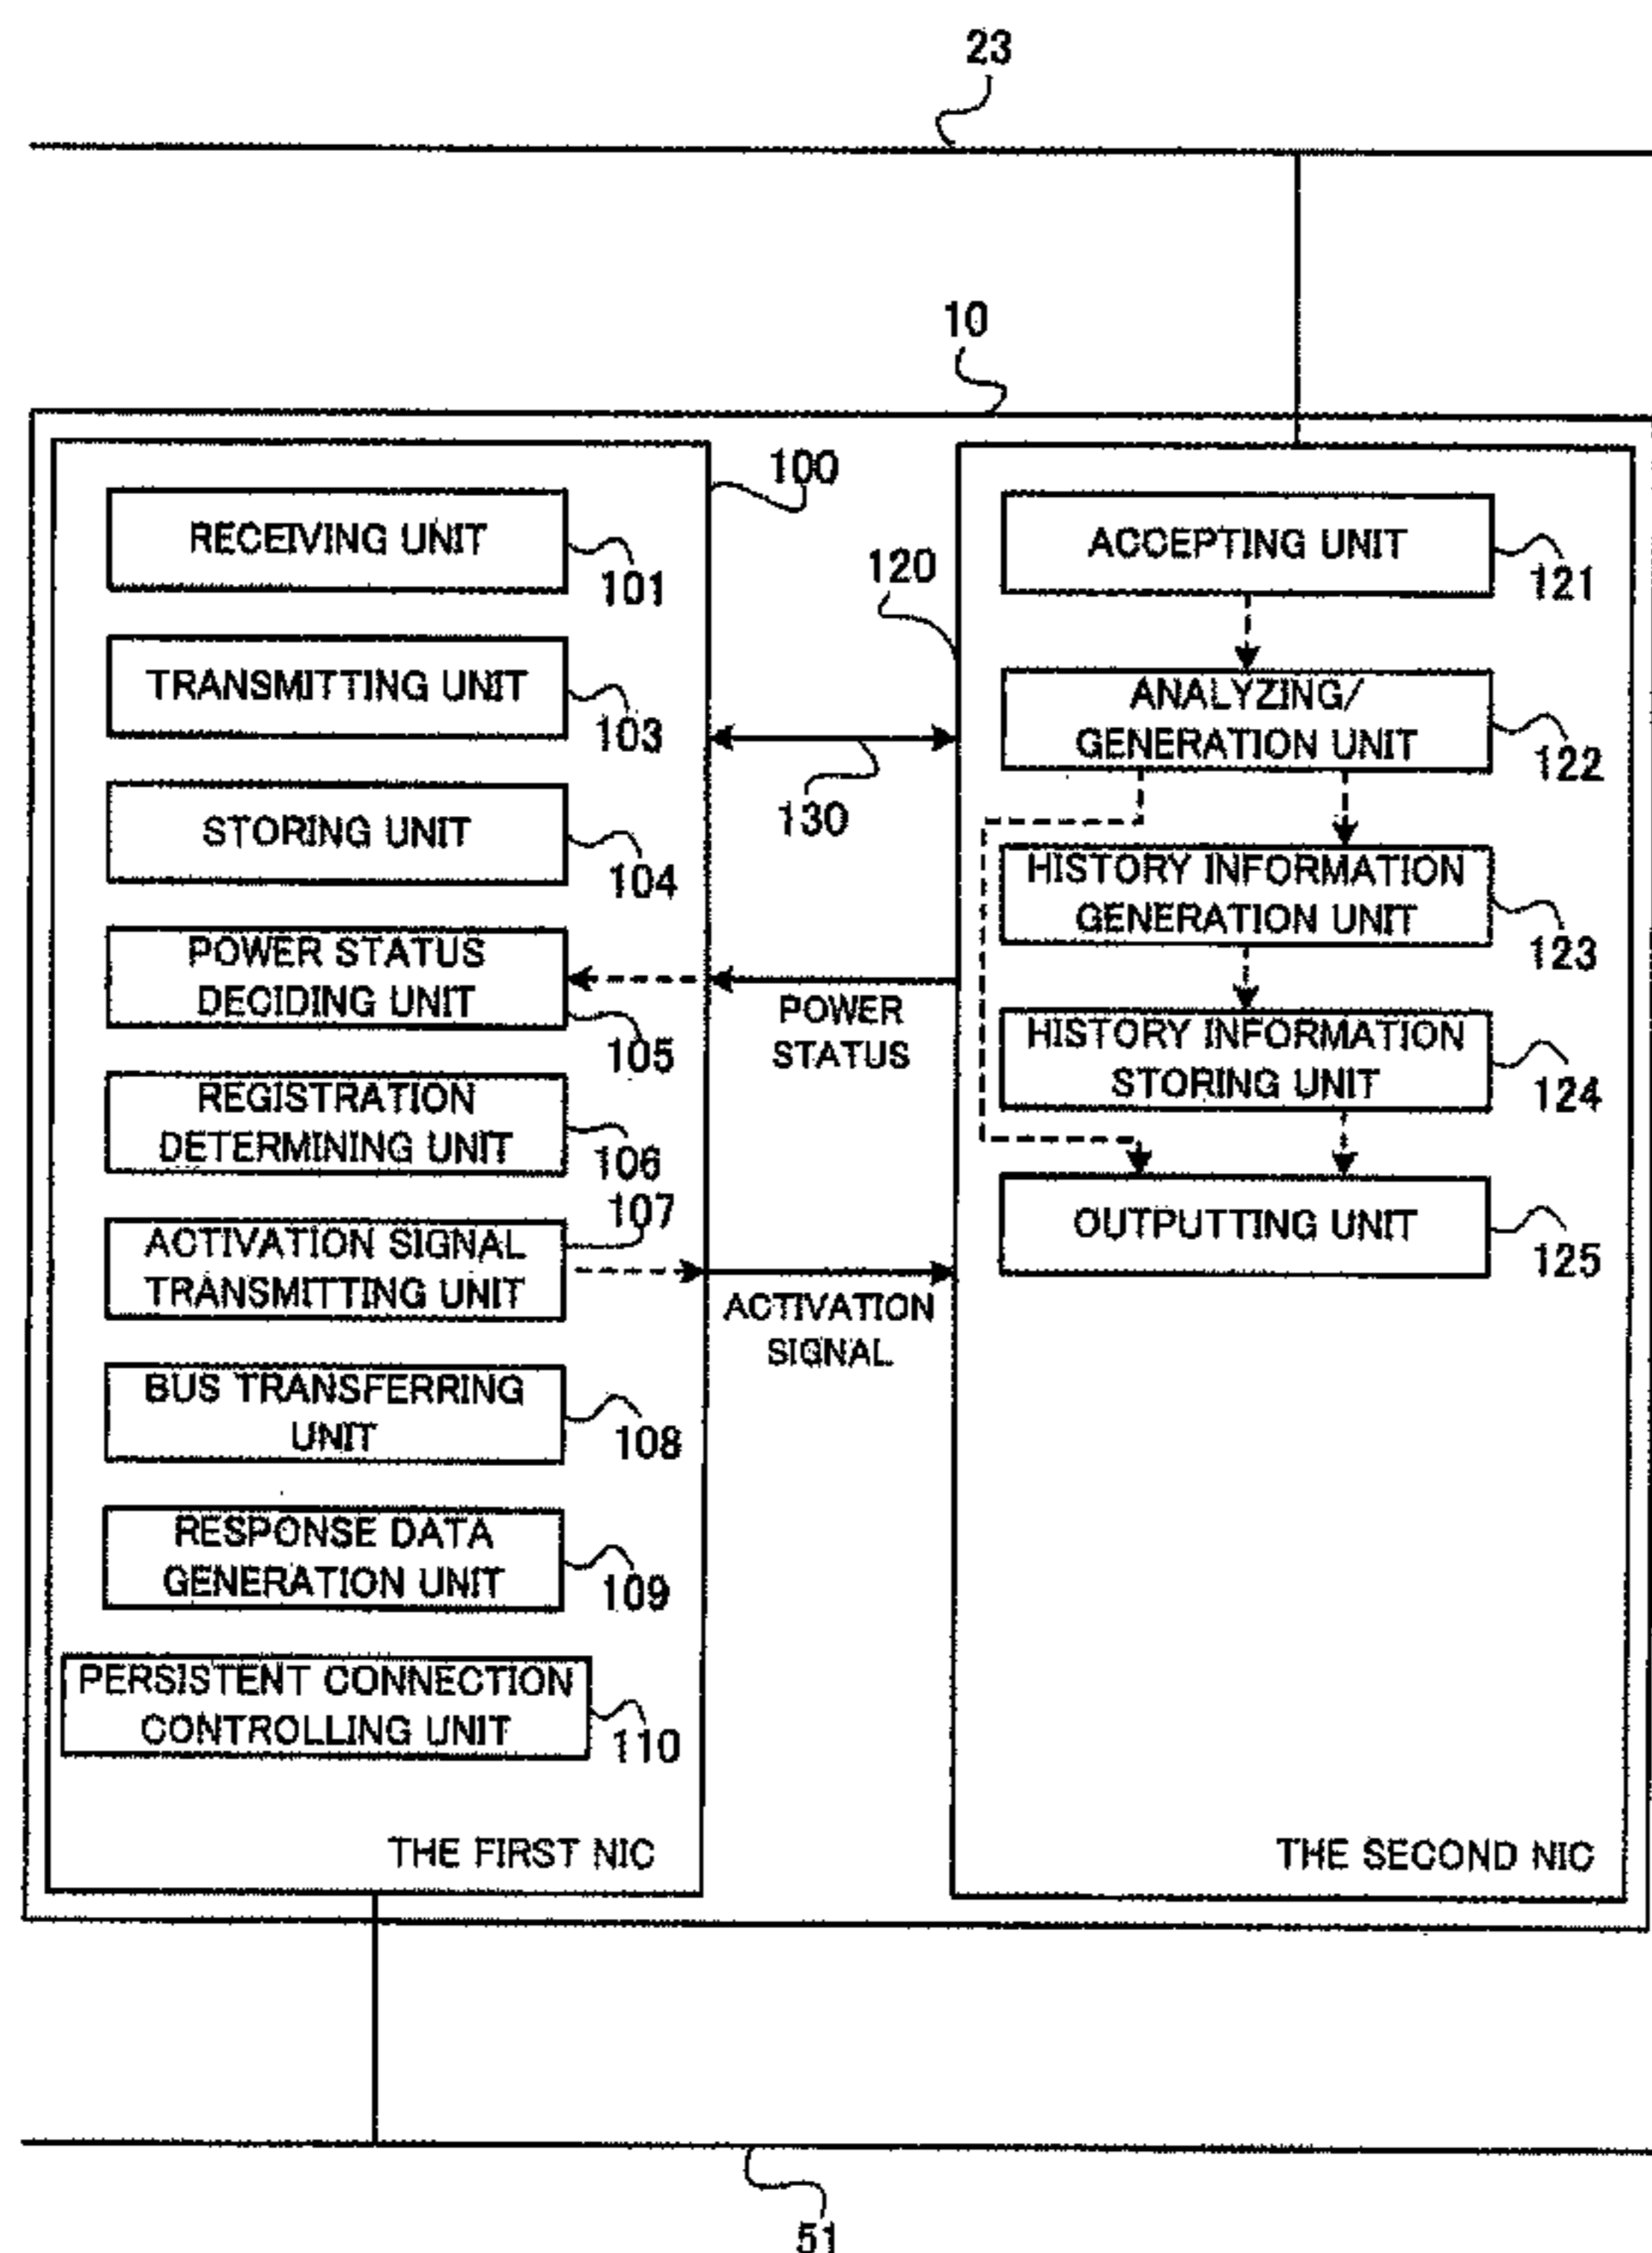 23
10
100
RECEIVING UNIT
101
TRANSMITTING UNIT
103
STORING UNIT
104
POWER STATUS
DECIDING UNIT
105
REGISTRATION
DETERMINING UNIT
106
107
ACTIVATION SIGNAL
TRANSMITTING UNIT
BUS TRANSFERRING
UNIT
108
RESPONSE DATA
GENERATION UNIT
109
PERSISTENT CONNECTION
CONTROLLING UNIT
110
THE FIRST NIC
120
130
POWER
STATUS
ACTIVATION
SIGNAL
ACCEPTING UNIT
121
ANALYZING/
GENERATION UNIT
122
HISTORY INFORMATION
GENERATION UNIT
123
HISTORY INFORMATION
STORING UNIT
124
OUTPUTTING UNIT
125
THE SECOND NIC
51